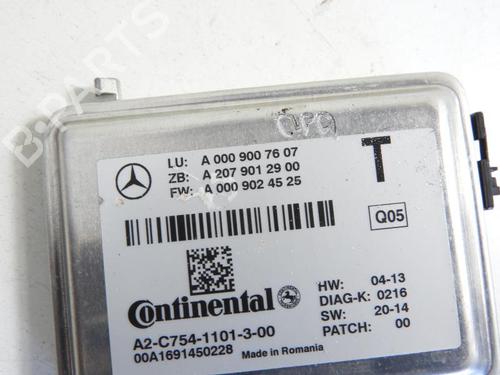 LU: A 000 900 76 07
ZB: A 207 901 29 00
FW: A 000 902 45 25
T
Q05
Continental
HW: 04-13
DIAG-K: 0216
SW: 20-14
PATCH: 00
A2-C754-1101-3-00
00A1691450228 Made in Romania
B-PARTS